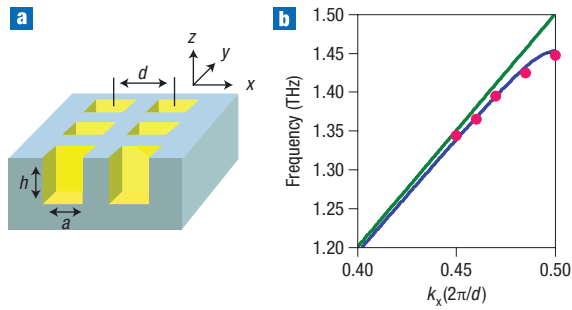 a
z
y
d
x
h
a
b
1.50
1.45
1.40
1.35
1.30
1.25
1.20
Frequency (THz)
0.40 0.45 0.50
kₓ(2π/d)